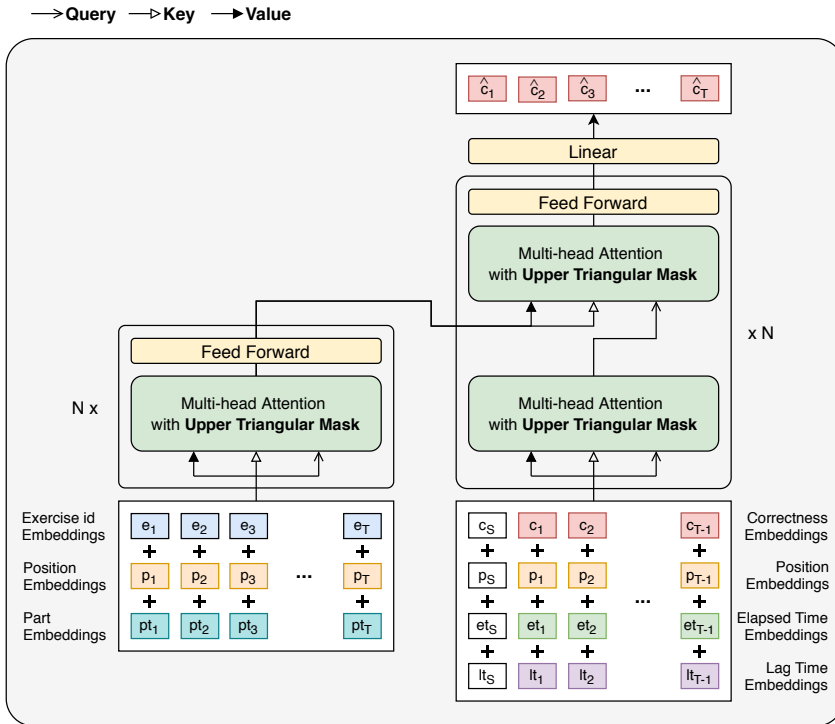 Query Key Value
ĉ1 ĉ2 ĉ3 ... ĉT
Linear
Feed Forward
Multi-head Attention
with Upper Triangular Mask
x N
Feed Forward
Multi-head Attention
with Upper Triangular Mask
N x
Multi-head Attention
with Upper Triangular Mask
Exercise id
Embeddings
e1 e2 e3 eT
+ + + +
Position
Embeddings
p1 p2 p3 ... pT
+ + + +
Part
Embeddings
pt1 pt2 pt3 ptT
cS c1 c2 cT-1
Correctness
Embeddings
+ + + +
pS p1 p2 pT-1
Position
Embeddings
+ + + ... +
etS et1 et2 etT-1
Elapsed Time
Embeddings
+ + + +
ltS lt1 lt2 ltT-1
Lag Time
Embeddings